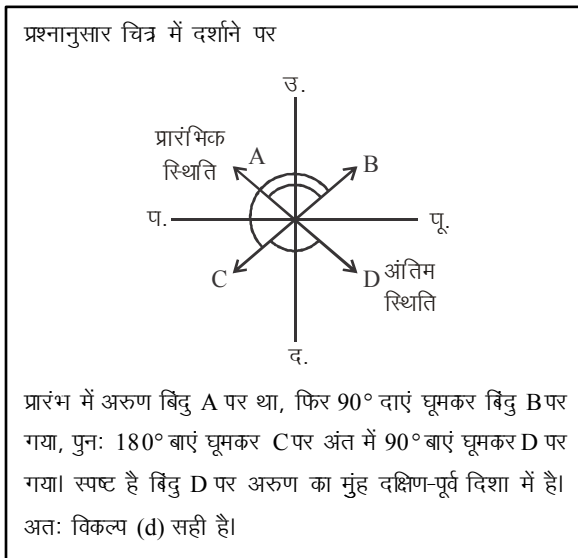 प्रश्नानुसार चित्र में दर्शाने पर
उ.
प्रारंभिक
स्थिति
A
B
प.
पू.
C
D
अंतिम
स्थिति
द.
प्रारंभ में अरुण बिंदु A पर था, फिर 90° दाएं घूमकर बिंदु B पर
गया, पुनः 180° बाएं घूमकर C पर अंत में 90° बाएं घूमकर D पर
गया। स्पष्ट है बिंदु D पर अरुण का मुंह दक्षिण-पूर्व दिशा में है।
अतः विकल्प (d) सही है।